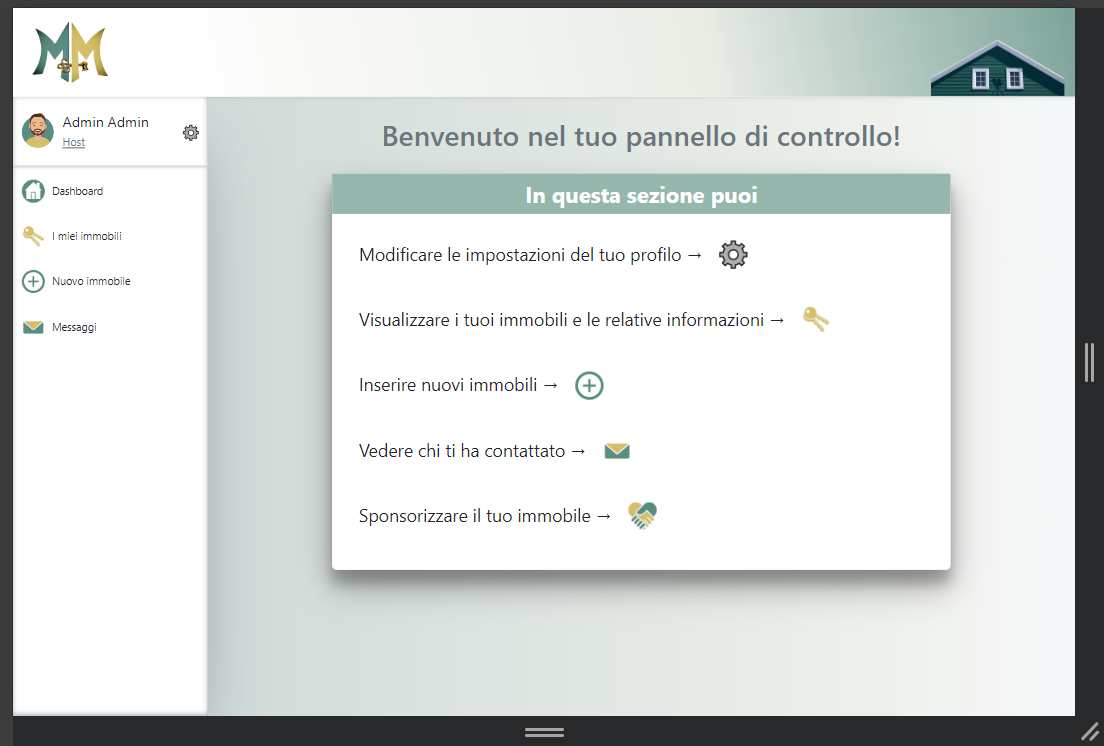 MM
Admin Admin
Host
Dashboard
I miei immobili
Nuovo immobile
Messaggi
Benvenuto nel tuo pannello di controllo!
In questa sezione puoi
Modificare le impostazioni del tuo profilo →
Visualizzare i tuoi immobili e le relative informazioni →
Inserire nuovi immobili →
Vedere chi ti ha contattato →
Sponsorizzare il tuo immobile →